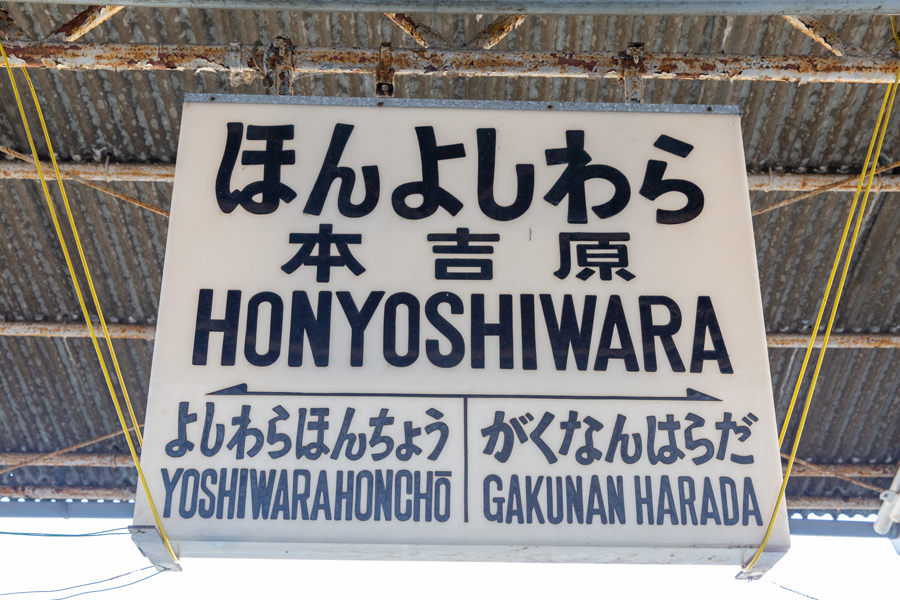 ほんよしわら
本吉原
HONYOSHIWARA
よしわらほんちょう
YOSHIWARAHONCHŌ
がくなんはらだ
GAKUNAN HARADA